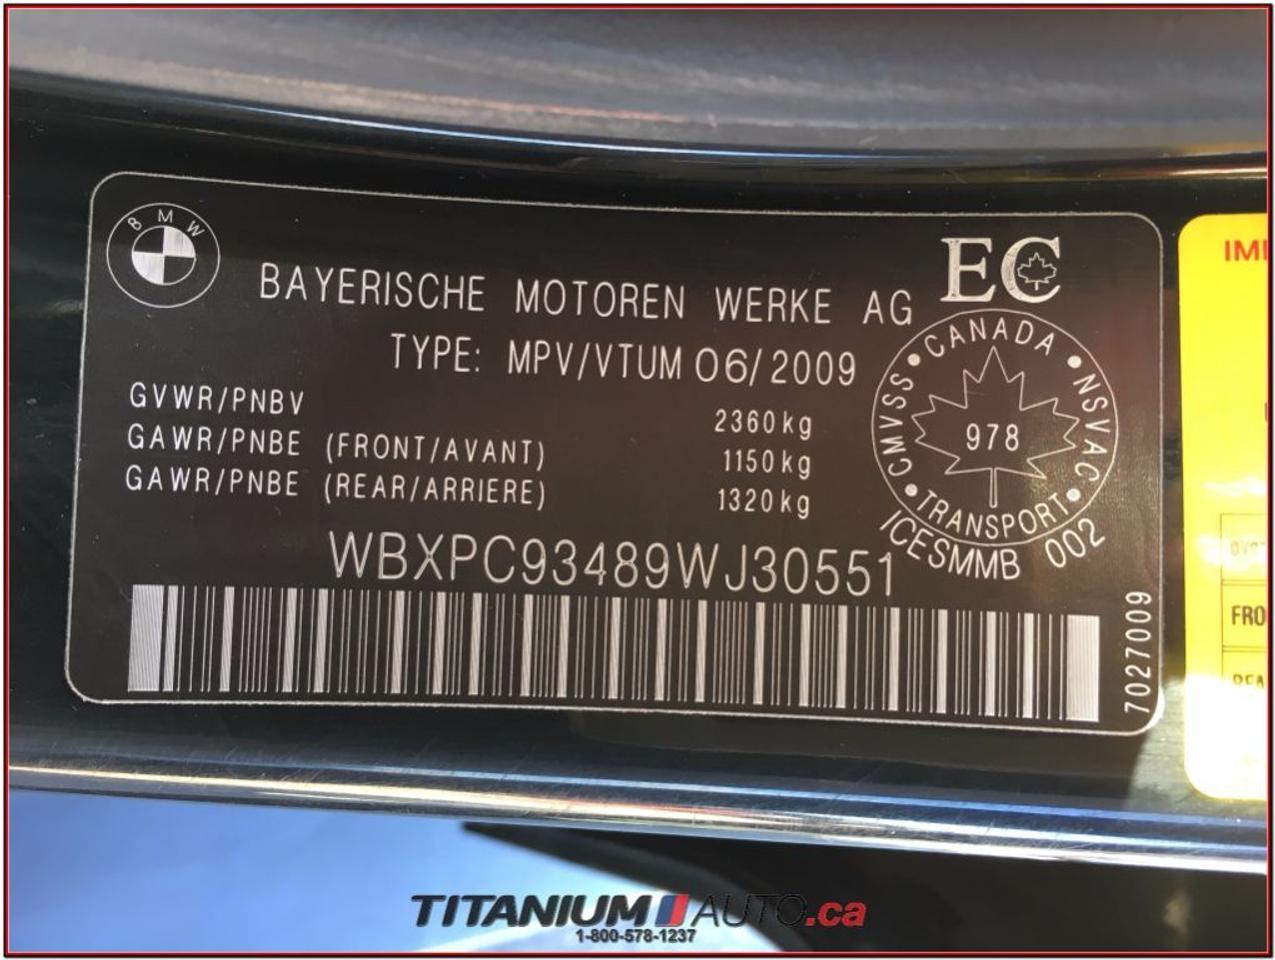 BMW
BAYERISCHE MOTOREN WERKE AG
EC
TYPE: MPV/VTUM 06/2009
GVWR/PNBV 2360kg
GAWR/PNBE (FRONT/AVANT) 1150kg
GAWR/PNBE (REAR/ARRIERE) 1320kg
CANADA
CMVSS
NSVAC
978
TRANSPORT
ICESMMB 002
WBXPC93489WJ30551
7027009
FRO
TITANIUM AUTO.ca
1-800-578-1237